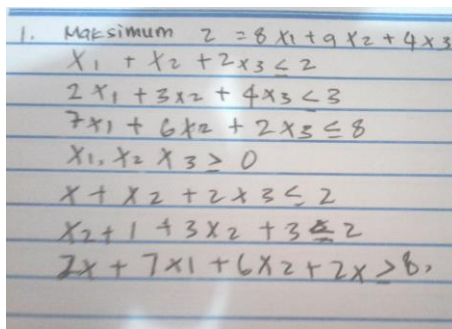 1. Maksimum Z = 8x1 + 9x2 + 4x3
x1 + x2 + 2x3 ≤ 2
2x1 + 3x2 + 4x3 ≤ 3
7x1 + 6x2 + 2x3 ≤ 8
x1, x2 x3 ≥ 0
x + x2 + 2x3 ≤ 2
x2 + 1 + 3x2 + 3 ≤ 2
2x + 7x1 + 6x2 + 2x ≥ 8,